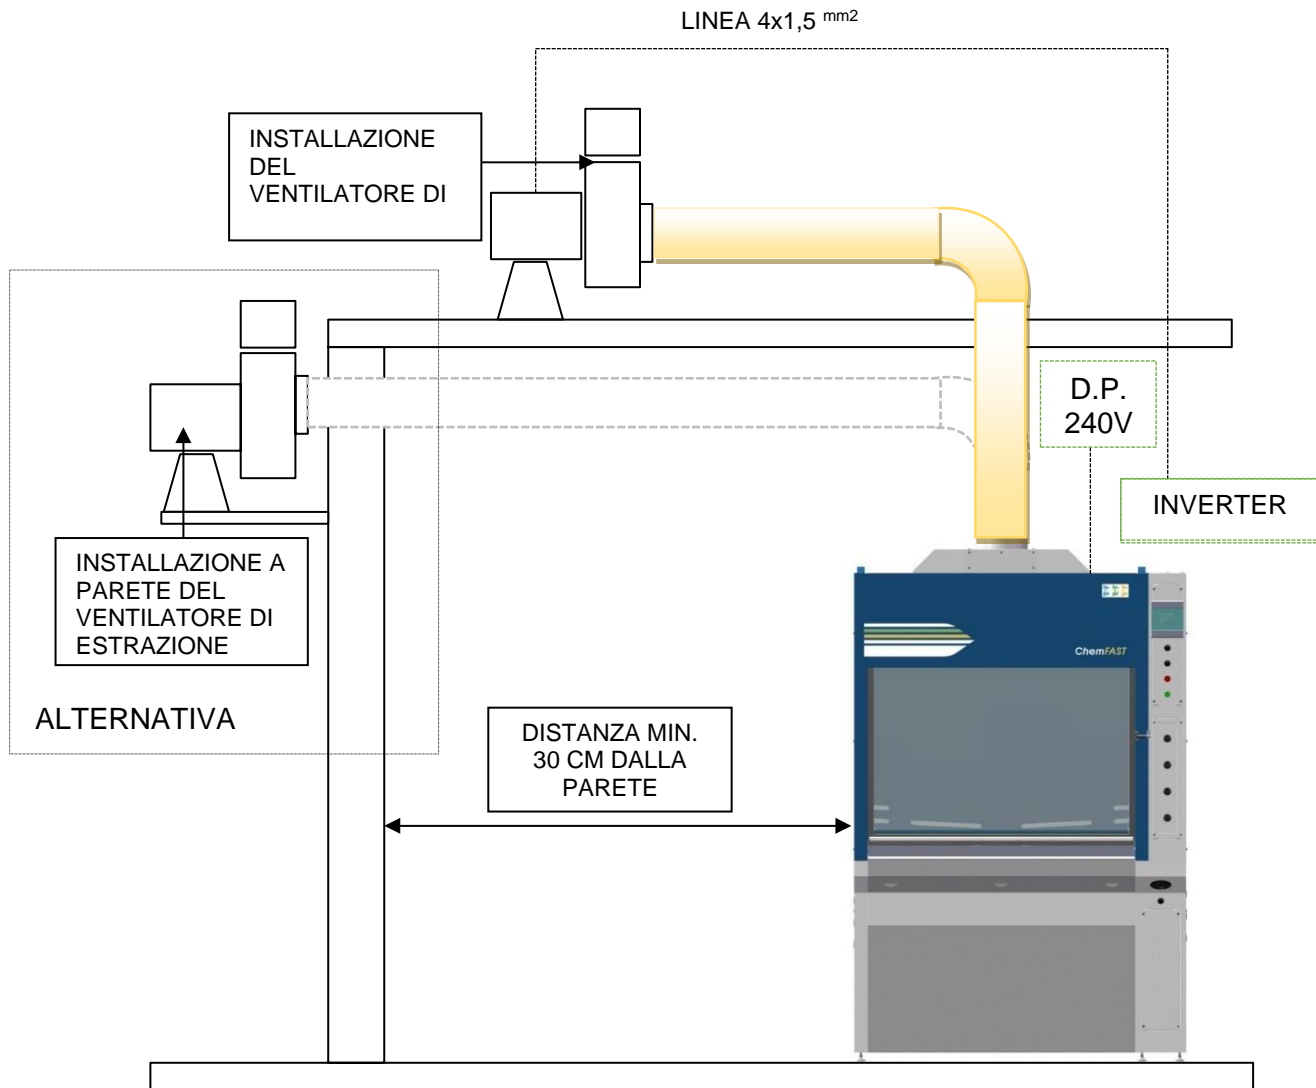 LINEA 4x1,5 mm2
INSTALLAZIONE
DEL
VENTILATORE DI
D.P.
240V
INVERTER
INSTALLAZIONE A
PARETE DEL
VENTILATORE DI
ESTRAZIONE
ALTERNATIVA
ChemFAST
DISTANZA MIN.
30 CM DALLA
PARETE